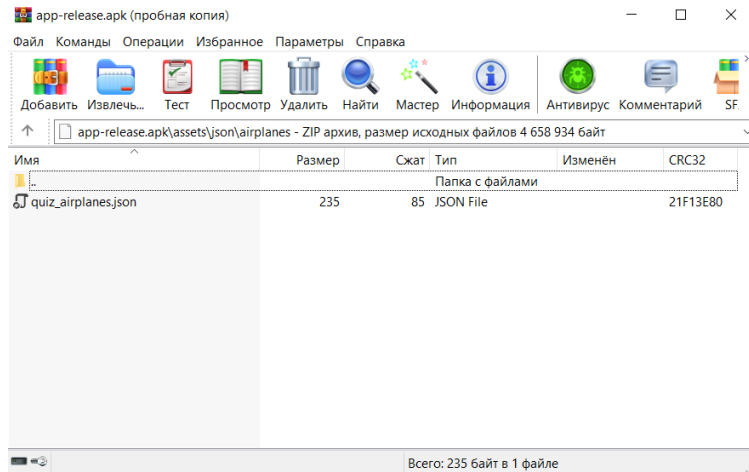 app-release.apk (пробная копия)
Файл Команды Операции Избранное Параметры Справка
Добавить Извлечь... Тест Просмотр Удалить Найти Мастер Информация Антивирус Комментарий SF
app-release.apk\assets\json\airplanes - ZIP архив, размер исходных файлов 4 658 934 байт
Имя Размер Сжат Тип Изменён CRC32
.. Папка с файлами
quiz_airplanes.json 235 85 JSON File 21F13E80
Всего: 235 байт в 1 файле